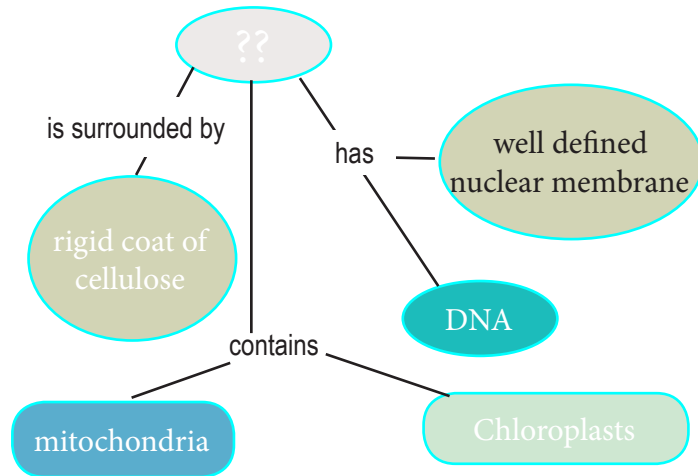 ??
is surrounded by
has
well defined
nuclear membrane
rigid coat of
cellulose
DNA
contains
mitochondria
Chloroplasts